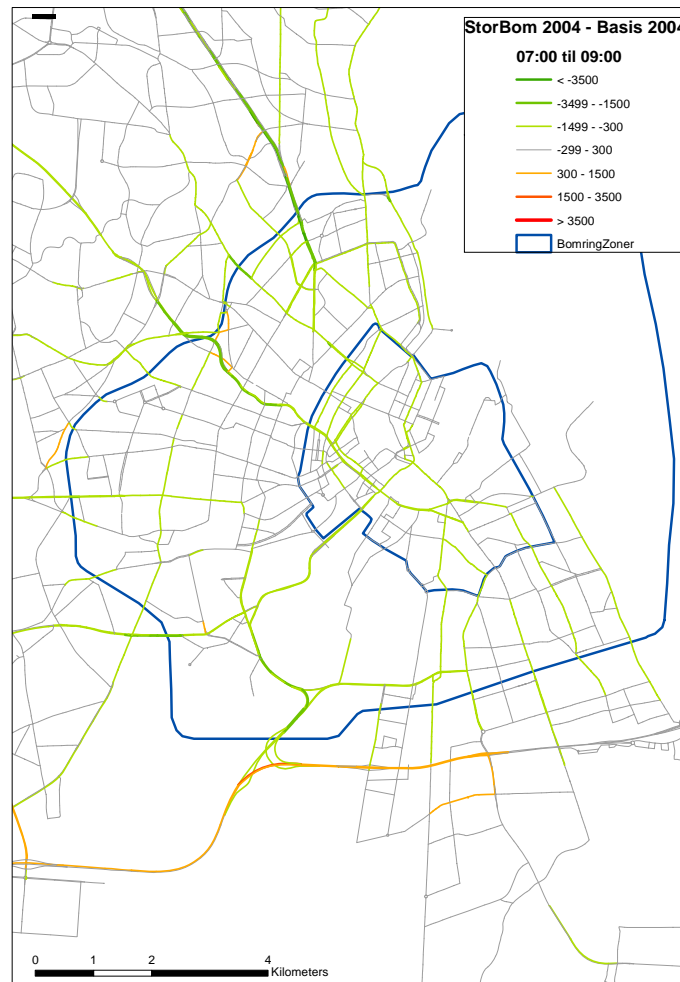 StorBom 2004 - Basis 2004
07:00 til 09:00
< -3500
-3499 - -1500
-1499 - -300
-299 - 300
300 - 1500
1500 - 3500
> 3500
BomringZoner
0 1 2 4
Kilometers